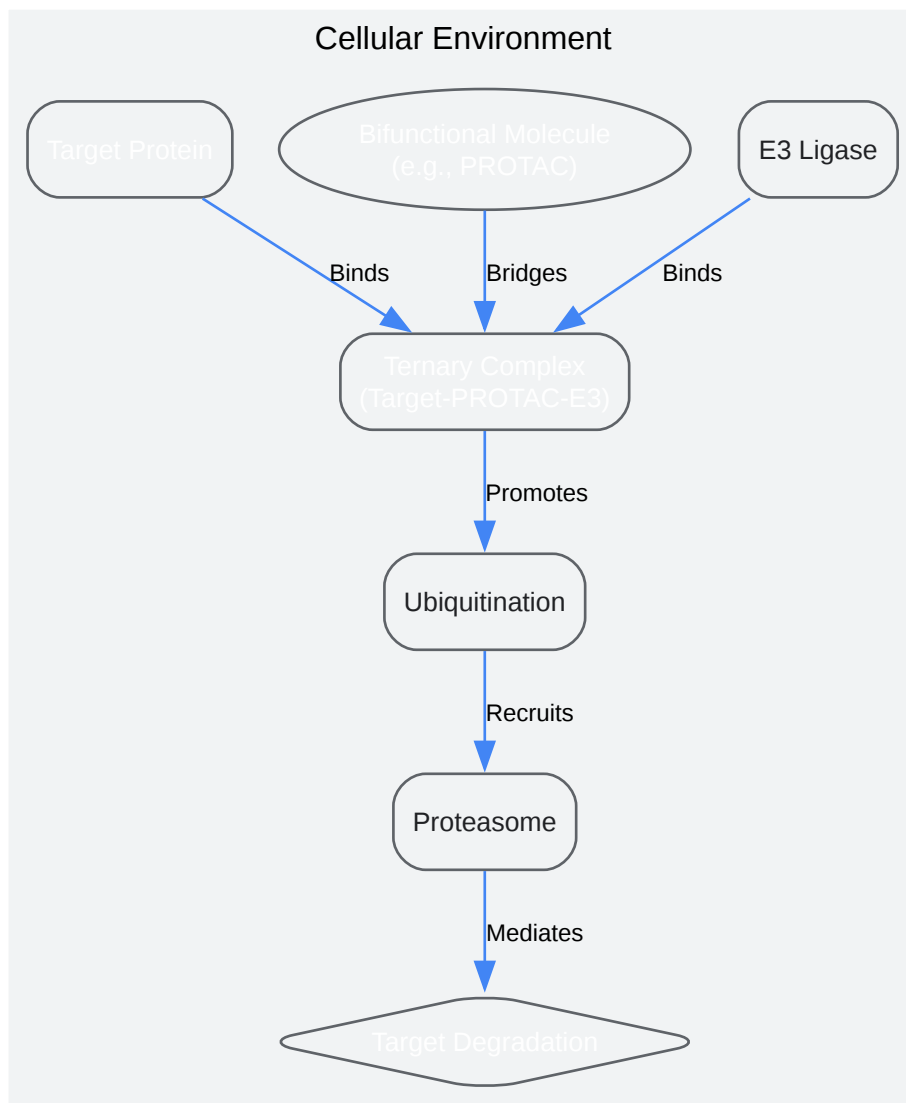 Cellular Environment
Target Protein
Bifunctional Molecule
(e.g., PROTAC)
E3 Ligase
Binds
Bridges
Binds
Ternary Complex
(Target-PROTAC-E3)
Promotes
Ubiquitination
Recruits
Proteasome
Mediates
Target Degradation